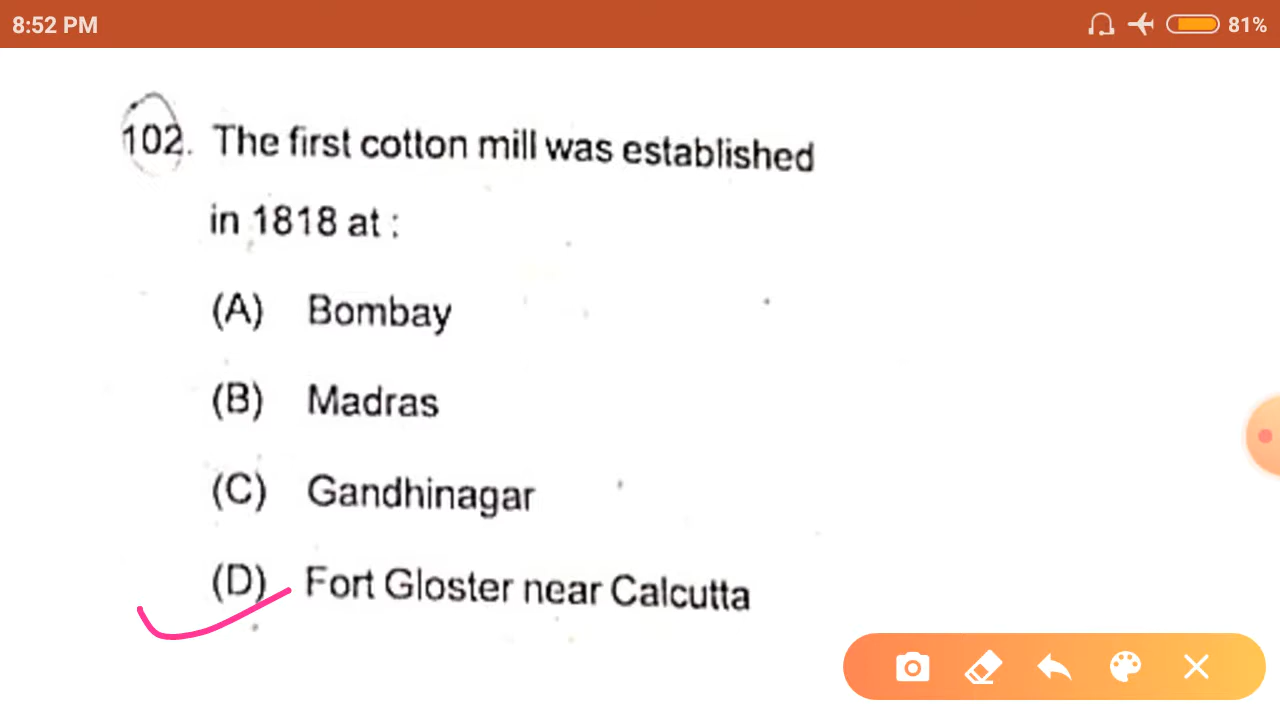 8:52 PM
81%
102. The first cotton mill was established
in 1818 at :
(A) Bombay
(B) Madras
(C) Gandhinagar
(D) Fort Gloster near Calcutta